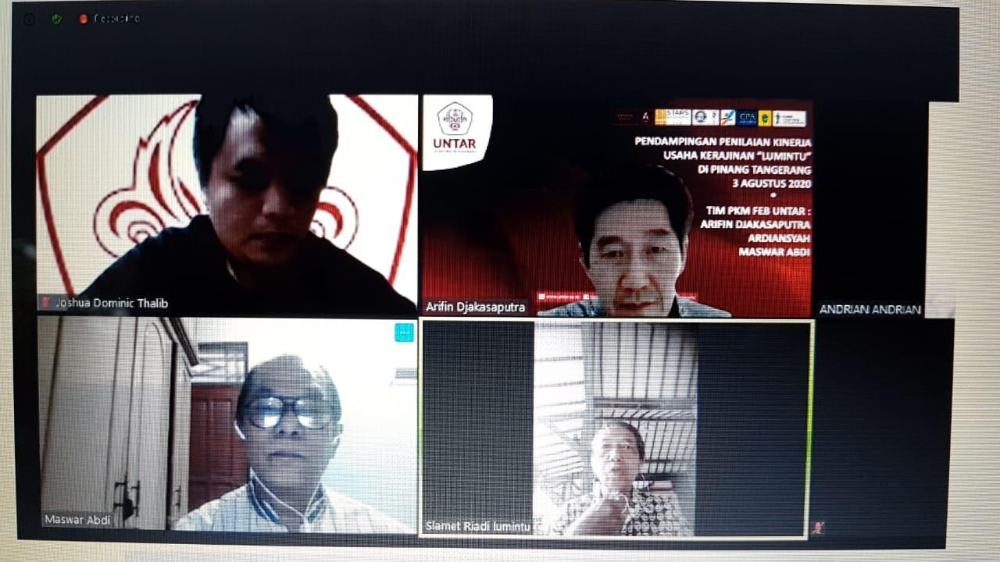 Recording
UNTAR
STARS
CPA
PENDAMPINGAN PENILAIAN KINERJA
USAHA KERAJINAN "LUMINTU"
DI PINANG TANGERANG
3 AGUSTUS 2020
TIM PKM FEB UNTAR :
ARIFIN DJAKASAPUTRA
ARDIANSYAH
MASWAR ABDI
Joshua Dominic Thalib
Arifin Djakasaputra
ANDRIAN ANDRIAN
Maswar Abdi
Slamet Riadi lumintu